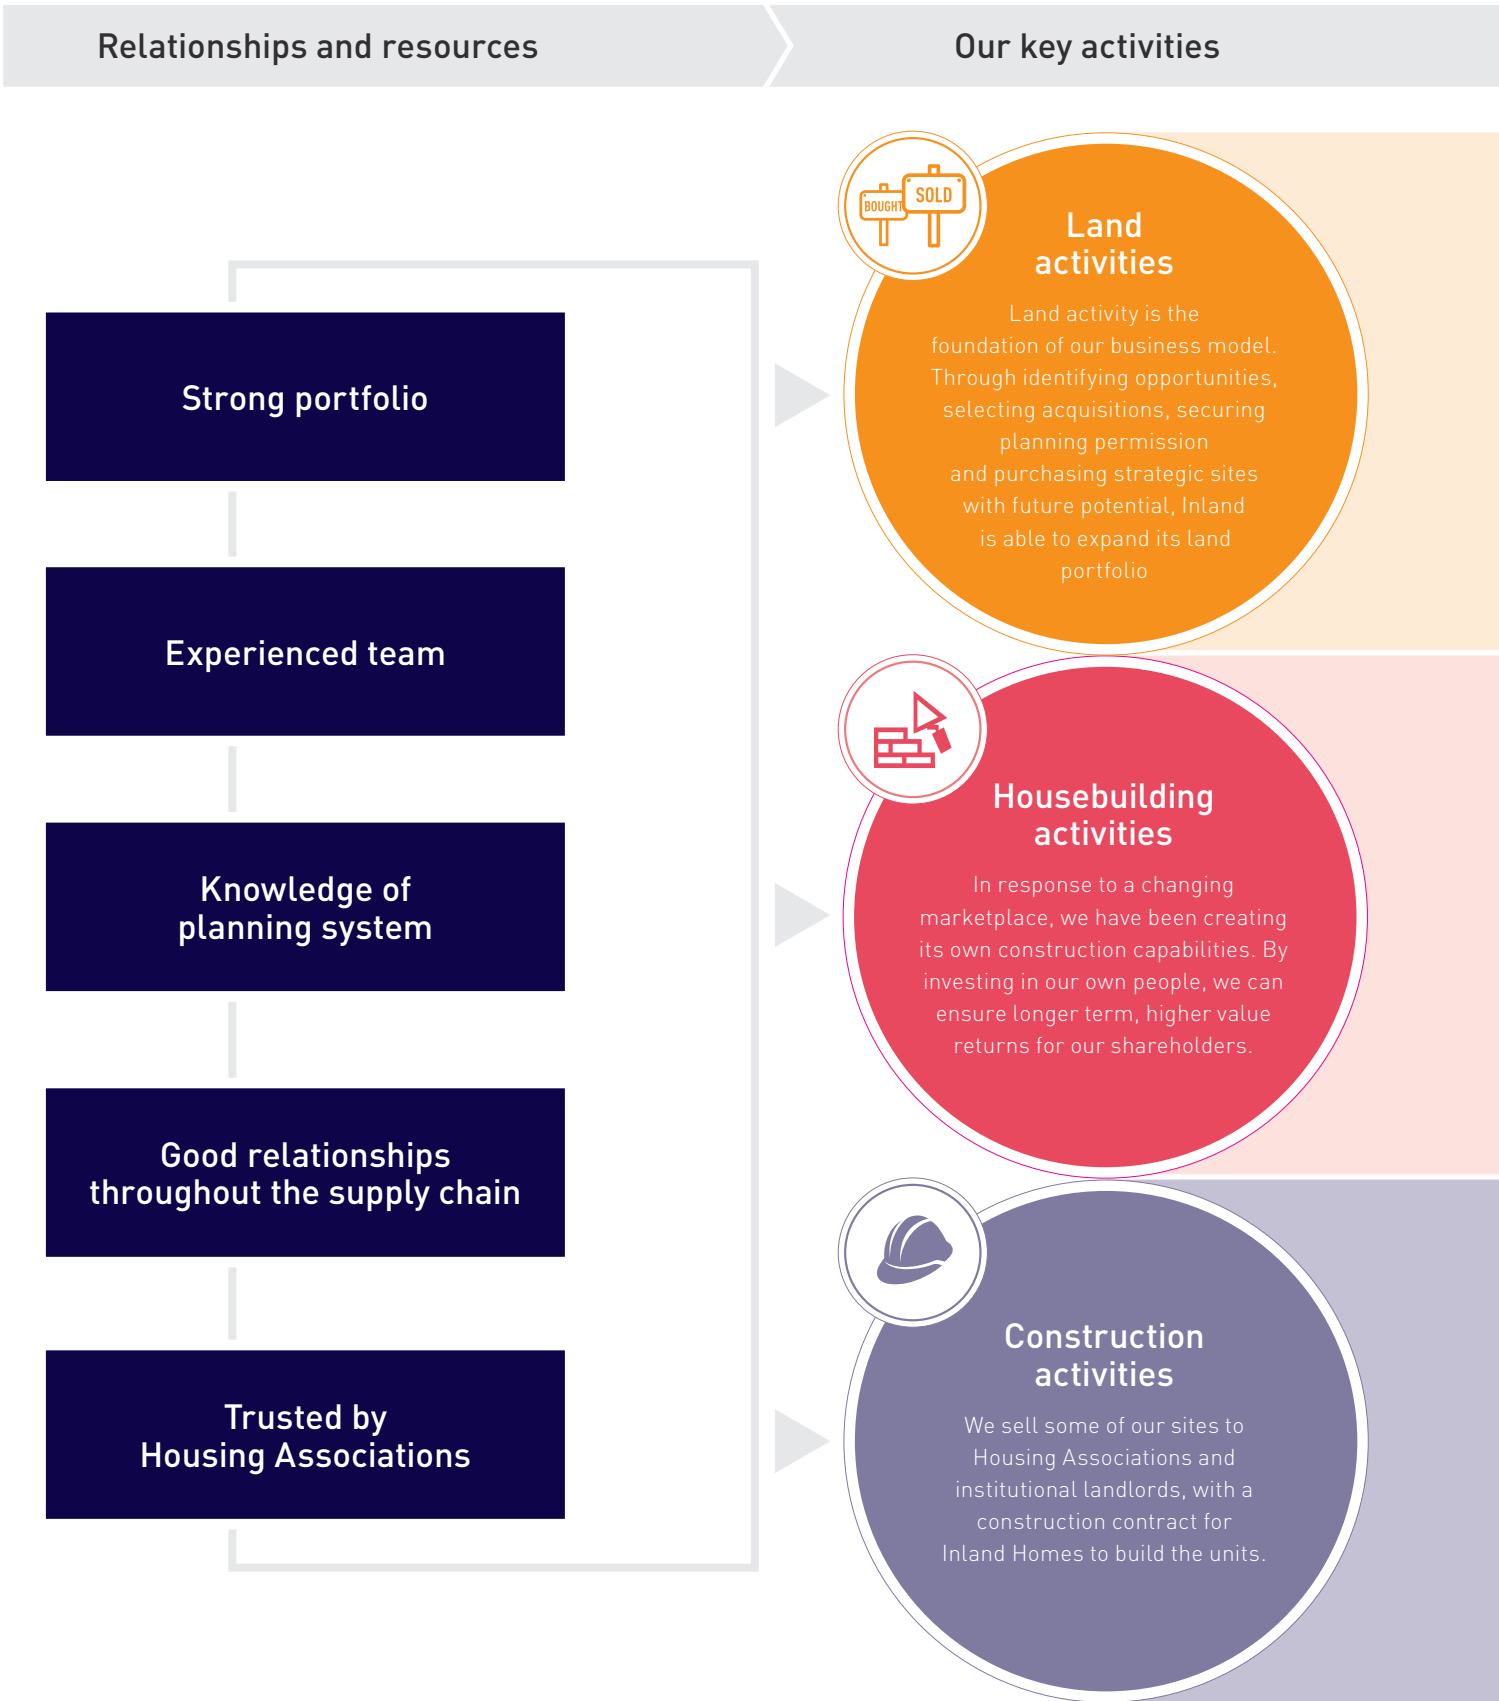 Relationships and resources
Our key activities
Strong portfolio
Experienced team
Knowledge of
planning system
Good relationships
throughout the supply chain
Trusted by
Housing Associations
BOUGHT
SOLD
Land
activities
Land activity is the
foundation of our business model.
Through identifying opportunities,
selecting acquisitions, securing
planning permission
and purchasing strategic sites
with future potential, Inland
is able to expand its land
portfolio
Housebuilding
activities
In response to a changing
marketplace, we have been creating
its own construction capabilities. By
investing in our own people, we can
ensure longer term, higher value
returns for our shareholders.
Construction
activities
We sell some of our sites to
Housing Associations and
institutional landlords, with a
construction contract for
Inland Homes to build the units.